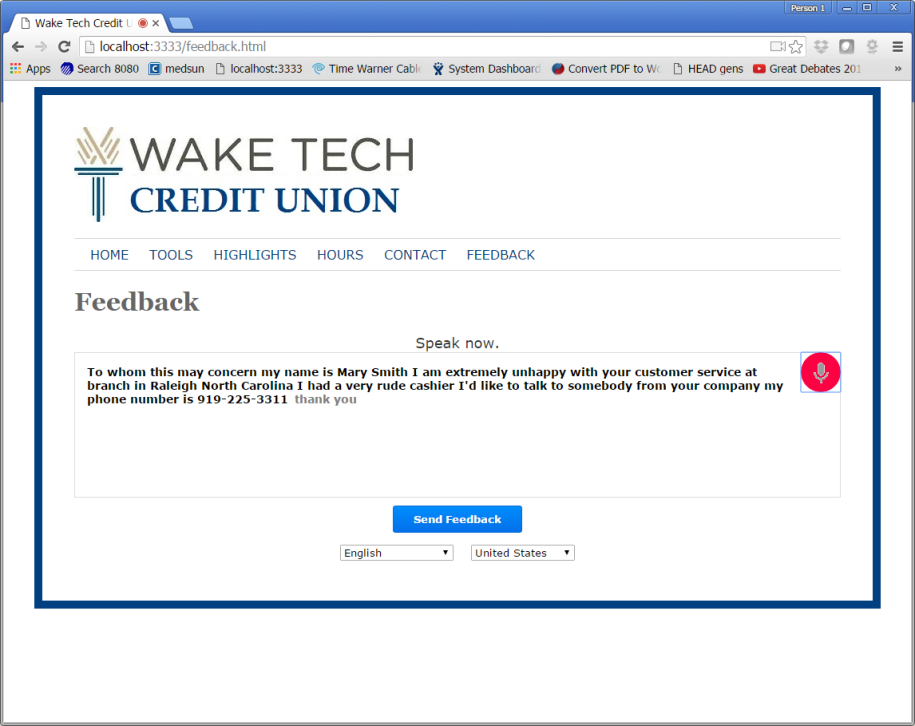 Person 1
Wake Tech Credit U
localhost:3333/feedback.html
Apps Search 8080 medsun localhost:3333 Time Warner Cabl System Dashboard Convert PDF to Wo HEAD gens Great Debates 201 »
WAKE TECH
CREDIT UNION
HOME TOOLS HIGHLIGHTS HOURS CONTACT FEEDBACK
Feedback
Speak now.
To whom this may concern my name is Mary Smith I am extremely unhappy with your customer service at
branch in Raleigh North Carolina I had a very rude cashier I'd like to talk to somebody from your company my
phone number is 919-225-3311 thank you
Send Feedback
English United States